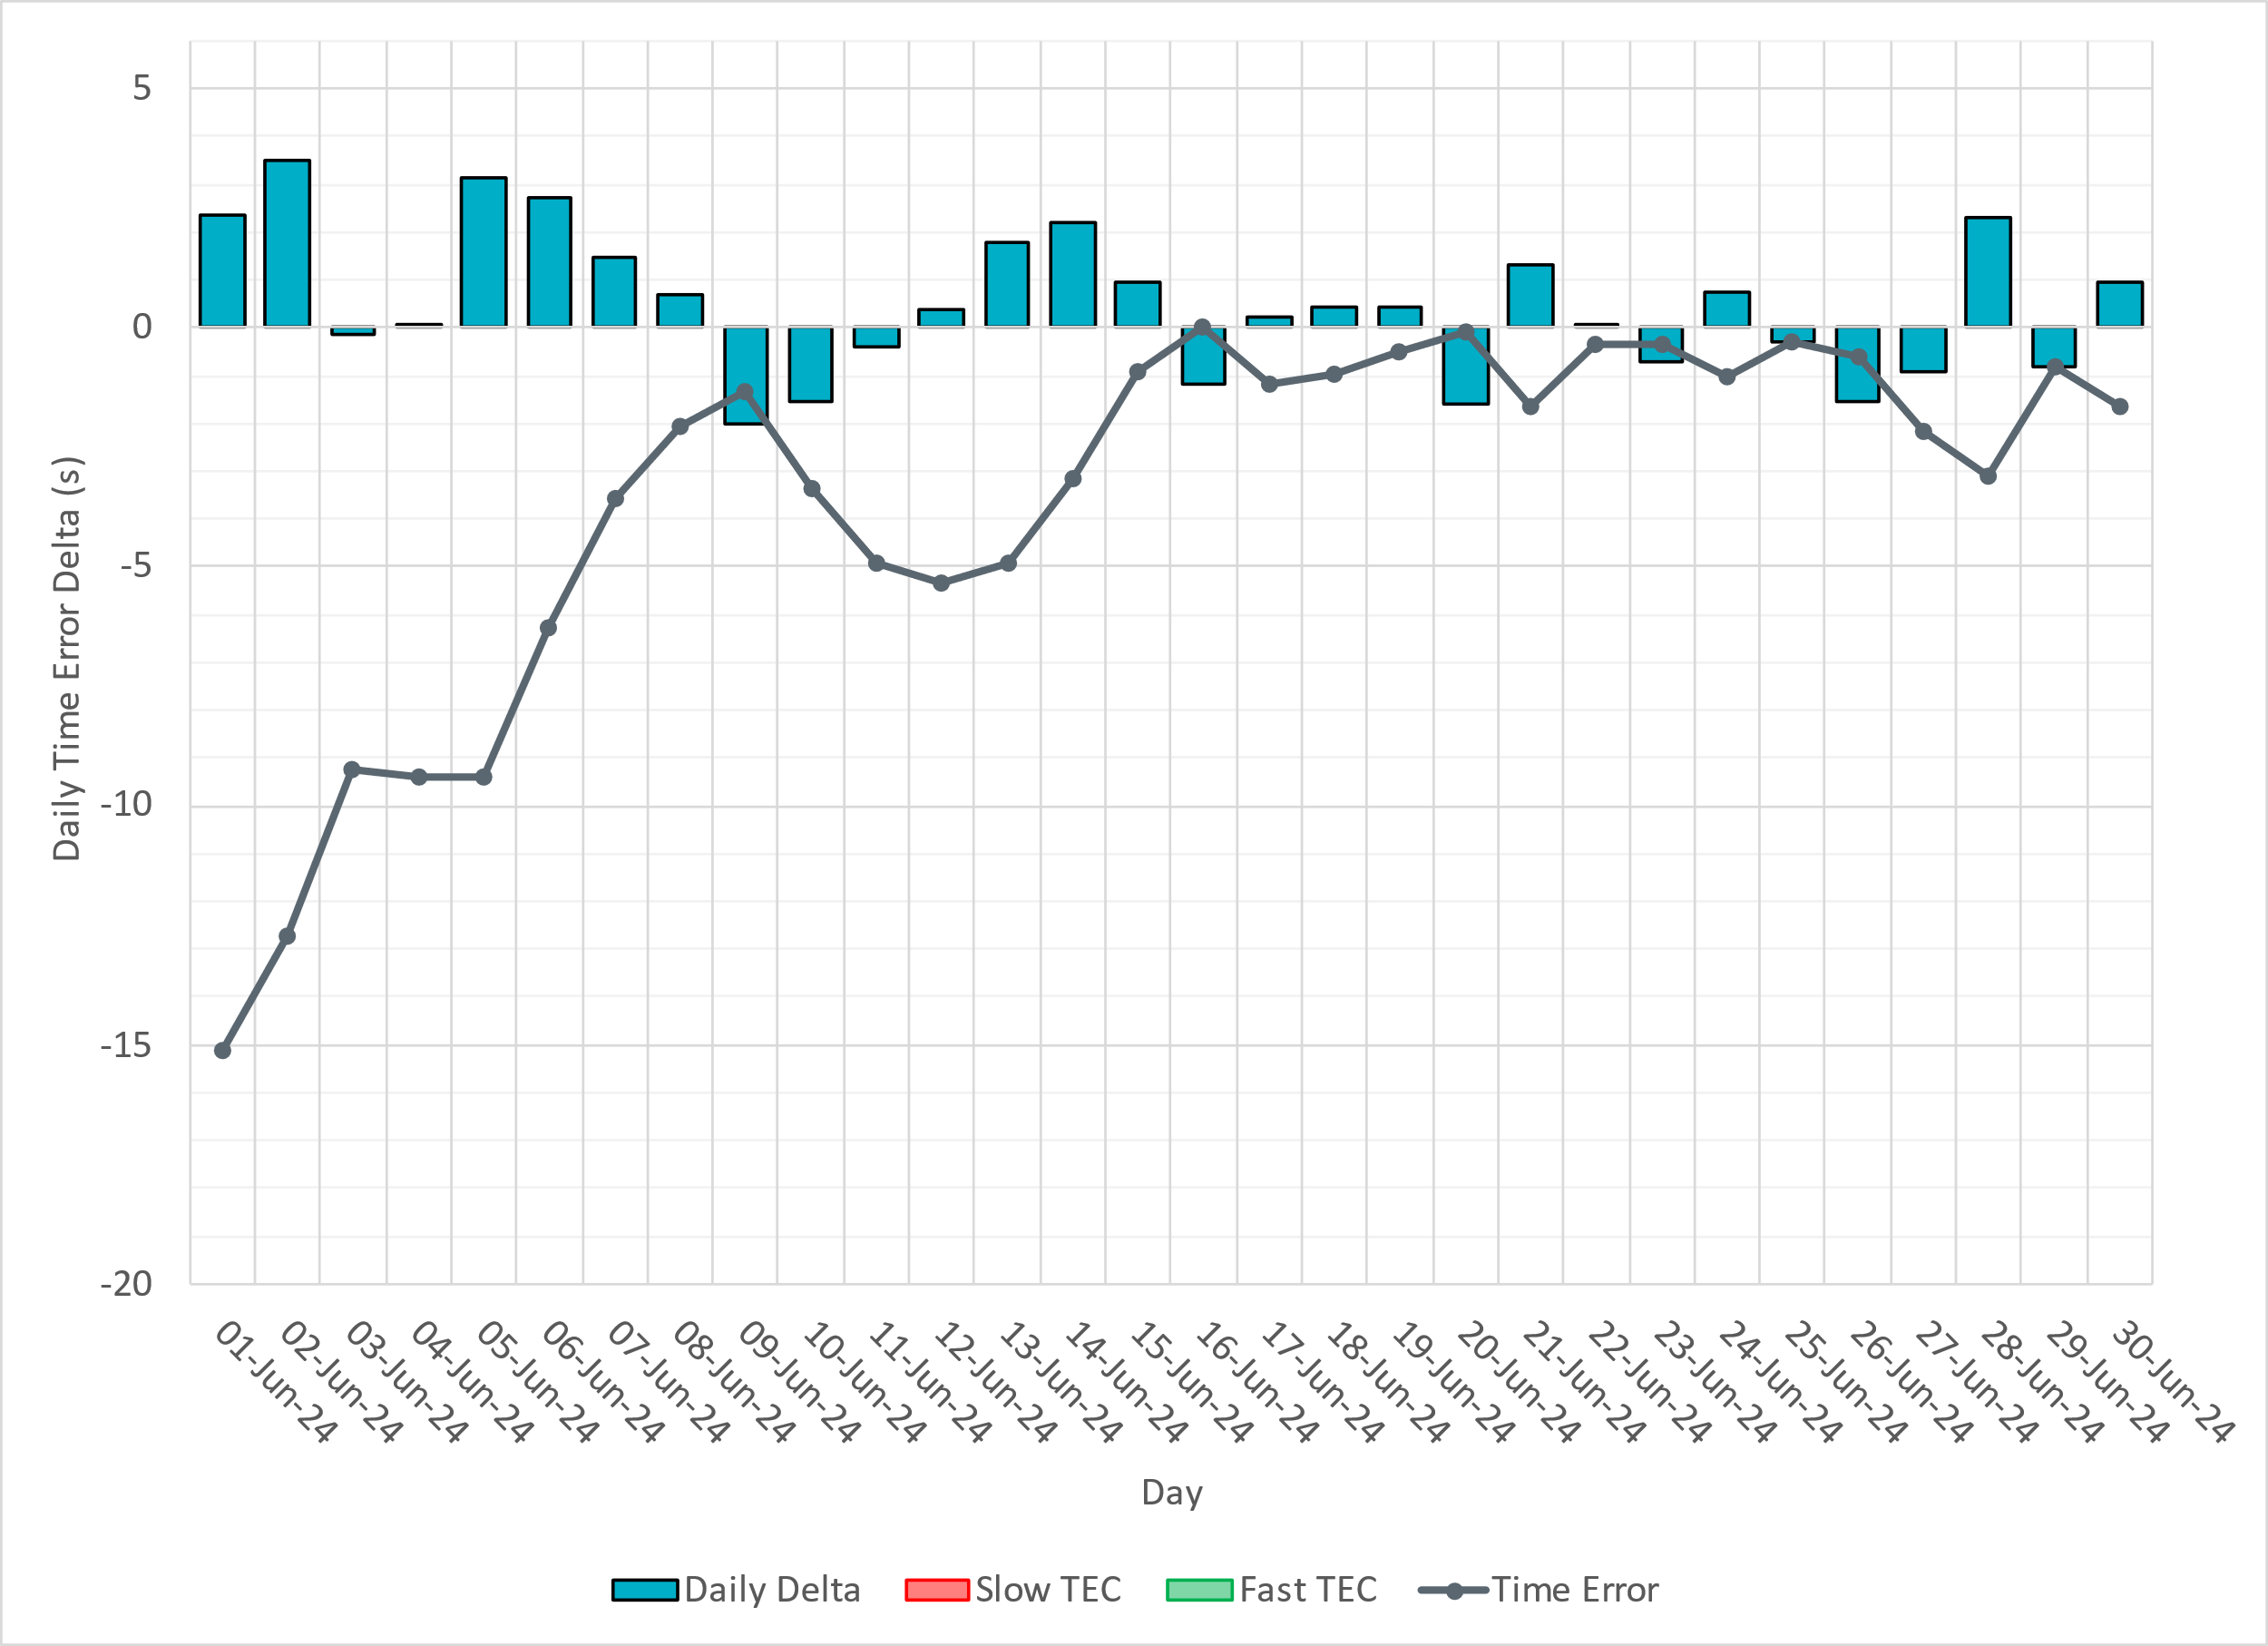 Daily Time Error Delta (s)
5
0
-5
-10
-15
-20
01-Jun-24
02-Jun-24
03-Jun-24
04-Jun-24
05-Jun-24
06-Jun-24
07-Jun-24
08-Jun-24
09-Jun-24
10-Jun-24
11-Jun-24
12-Jun-24
13-Jun-24
14-Jun-24
15-Jun-24
16-Jun-24
17-Jun-24
18-Jun-24
19-Jun-24
20-Jun-24
21-Jun-24
22-Jun-24
23-Jun-24
24-Jun-24
25-Jun-24
26-Jun-24
27-Jun-24
28-Jun-24
29-Jun-24
30-Jun-24
Day
Daily Delta Slow TEC Fast TEC Time Error